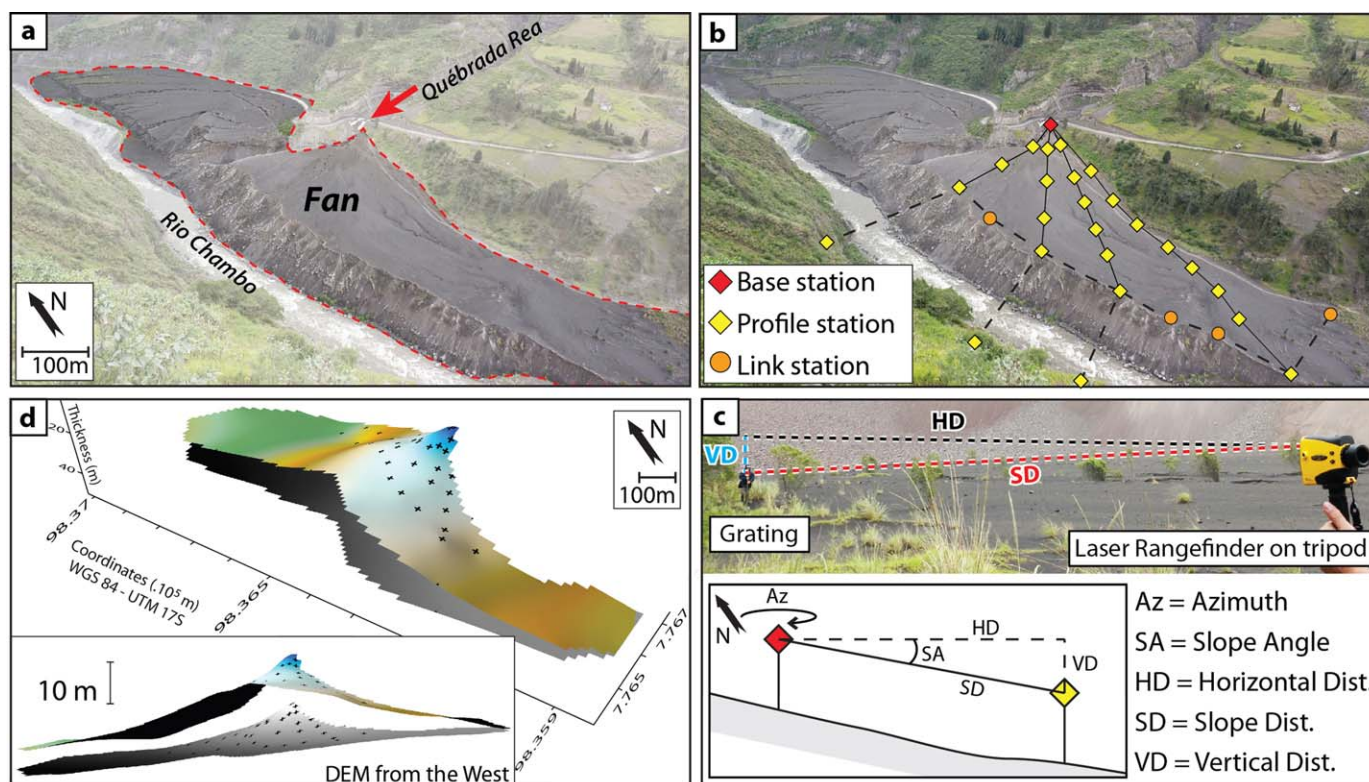 a
Québrada Rea
Fan
Rio Chambo
N
100m
b
Base station
Profile station
Link station
d
Thickness (m)
20
40
98.37
Coordinates (.10⁵ m)
WGS 84 - UTM 17S
98.365
98.359
7.765
7.767
N
100m
10 m
DEM from the West
c
HD
VD
SD
Grating
Laser Rangefinder on tripod
Az
N
HD
SA
VD
SD
Az = Azimuth
SA = Slope Angle
HD = Horizontal Dist.
SD = Slope Dist.
VD = Vertical Dist.